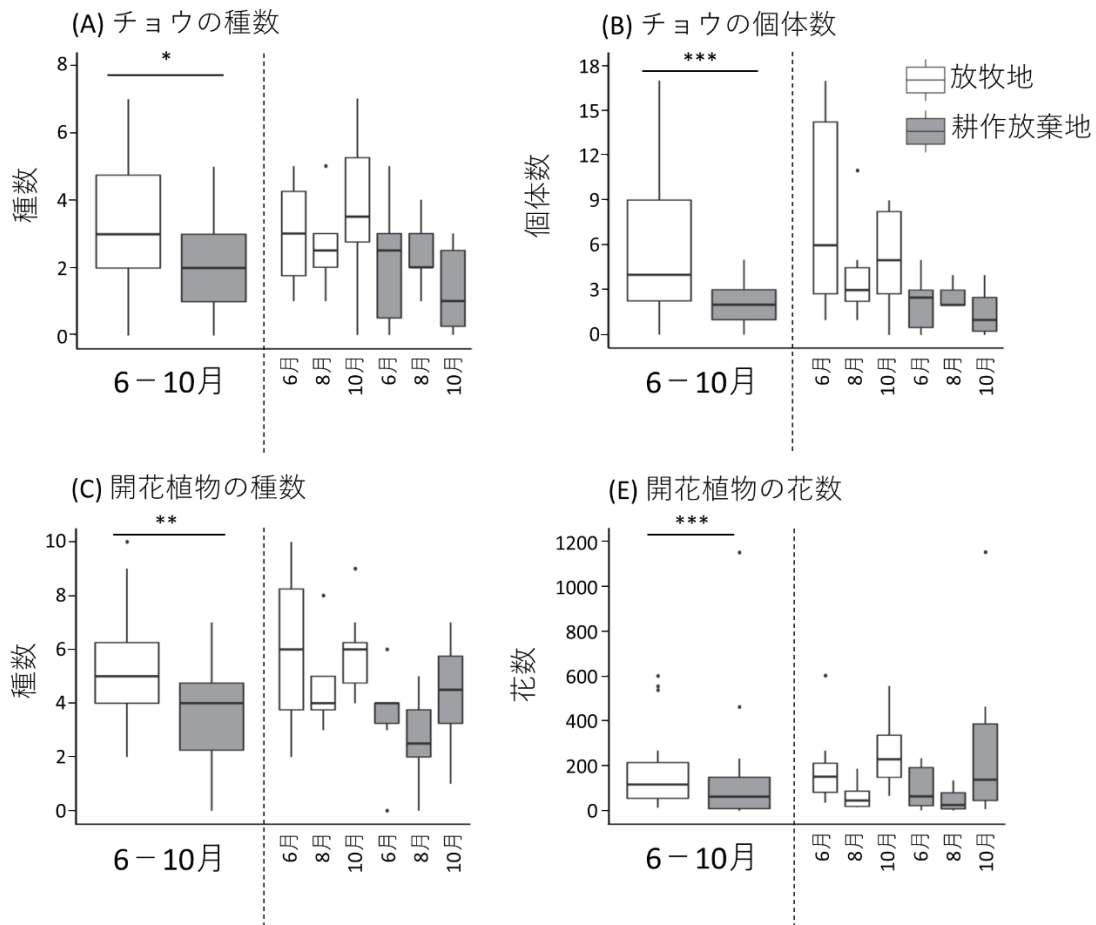 (A) チョウの種数
*
種数
8
6
4
2
0
6月
8月
10月
6月
8月
10月
6－10月
(B) チョウの個体数
***
放牧地
耕作放棄地
個体数
18
15
12
9
6
3
0
6月
8月
10月
6月
8月
10月
6－10月
(C) 開花植物の種数
**
種数
10
8
6
4
2
0
6月
8月
10月
6月
8月
10月
6－10月
(E) 開花植物の花数
***
花数
1200
1000
800
600
400
200
0
6月
8月
10月
6月
8月
10月
6－10月